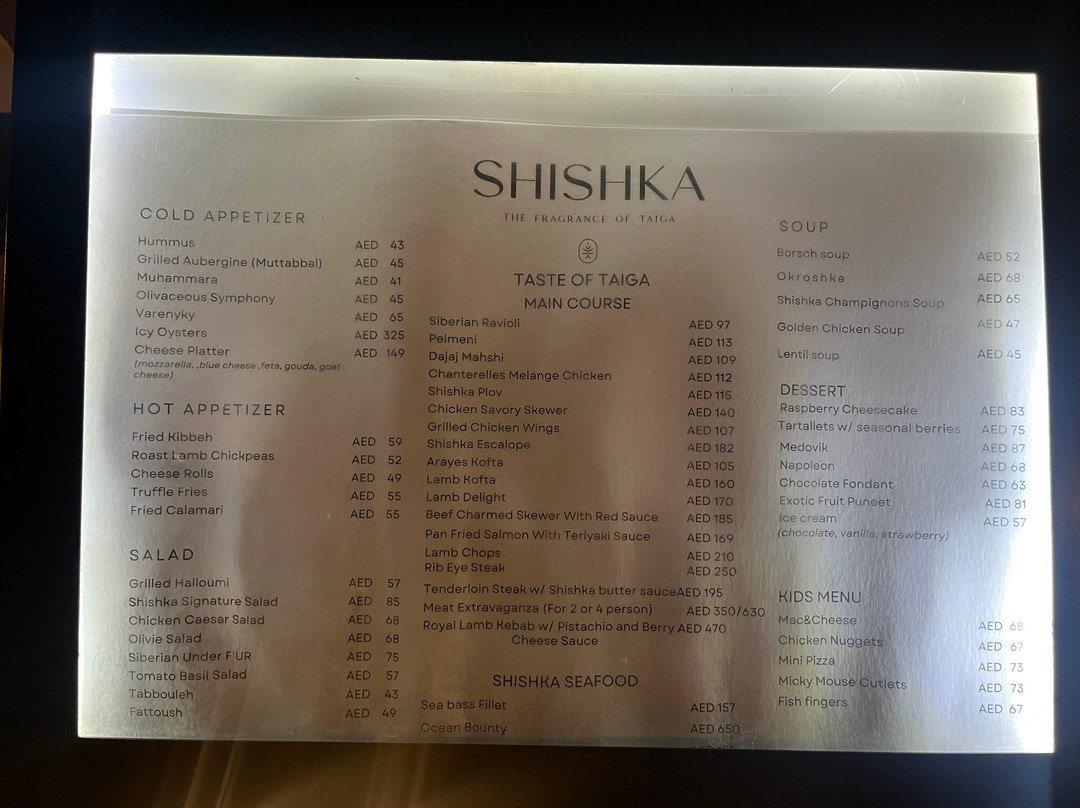 SHISHKA
THE FRAGRANCE OF TAIGA
COLD APPETIZER
Hummus AED 43
Grilled Aubergine (Muttabbal) AED 45
Muhammara AED 41
Olivaceous Symphony AED 45
Varenyky AED 65
Icy Oysters AED 325
Cheese Platter AED 149
(mozzarella, ,blue cheese ,feta, gouda, goat
cheese)
HOT APPETIZER
Fried Kibbeh AED 59
Roast Lamb Chickpeas AED 52
Cheese Rolls AED 49
Truffle Fries AED 55
Fried Calamari AED 55
SALAD
Grilled Halloumi AED 57
Shishka Signature Salad AED 85
Chicken Caesar Salad AED 68
Olivie Salad AED 68
Siberian Under F'UR AED 75
Tomato Basil Salad AED 57
Tabbouleh AED 43
Fattoush AED 49
TASTE OF TAIGA
MAIN COURSE
Siberian Ravioli AED 97
Pelmeni AED 113
Dajaj Mahshi AED 109
Chanterelles Melange Chicken AED 112
Shishka Plov AED 115
Chicken Savory Skewer AED 140
Grilled Chicken Wings AED 107
Shishka Escalope AED 182
Arayes Kofta AED 105
Lamb Kofta AED 160
Lamb Delight AED 170
Beef Charmed Skewer With Red Sauce AED 185
Pan Fried Salmon With Teriyaki Sauce AED 169
Lamb Chops AED 210
Rib Eye Steak AED 250
Tenderloin Steak w/ Shishka butter sauce AED 195
Meat Extravaganza (For 2 or 4 person) AED 350/630
Royal Lamb Kebab w/ Pistachio and Berry AED 470
Cheese Sauce
SHISHKA SEAFOOD
Sea bass Fillet AED 157
Ocean Bounty AED 650
SOUP
Borsch soup AED 52
Okroshka AED 68
Shishka Champignons Soup AED 65
Golden Chicken Soup AED 47
Lentil soup AED 45
DESSERT
Raspberry Cheesecake AED 83
Tartallets w/ seasonal berries AED 75
Medovik AED 87
Napoleon AED 68
Chocolate Fondant AED 63
Exotic Fruit Puneet AED 81
Ice cream AED 57
(chocolate, vanilla, strawberry)
KIDS MENU
Mac&Cheese AED 68
Chicken Nuggets AED 67
Mini Pizza AED 73
Micky Mouse Cutlets AED 73
Fish fingers AED 67